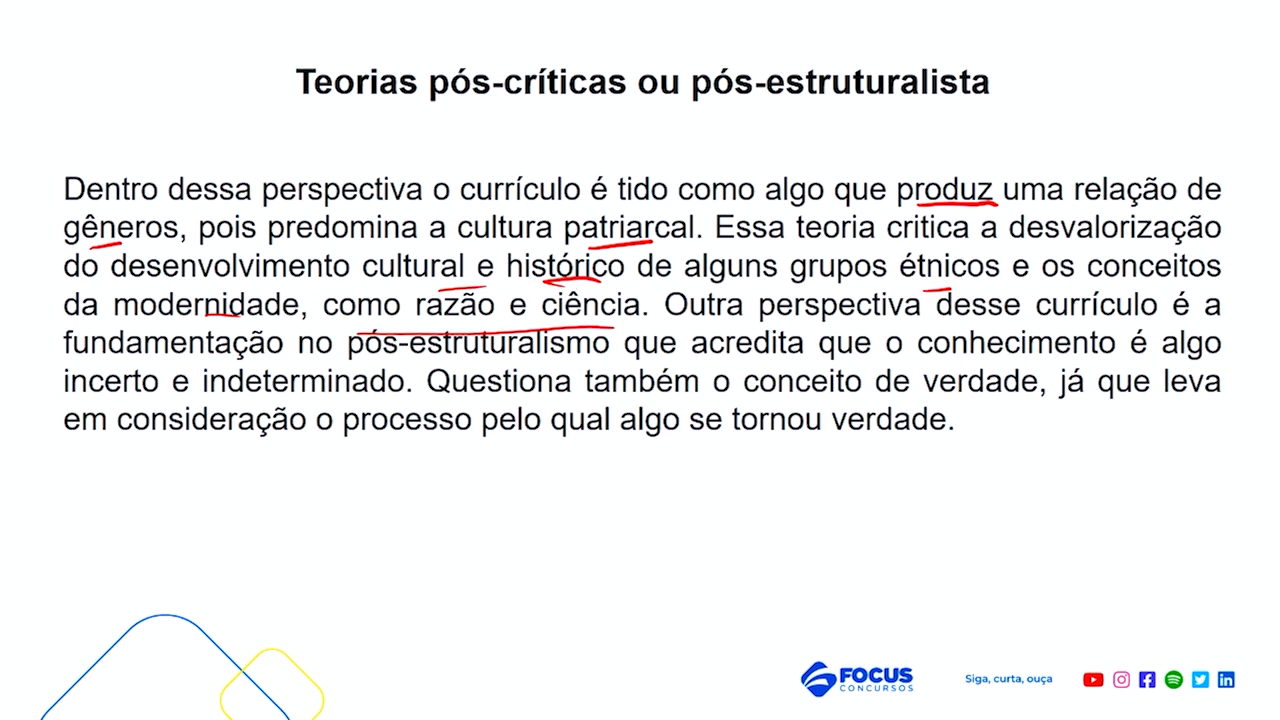 Teorias pós-críticas ou pós-estruturalista
Dentro dessa perspectiva o currículo é tido como algo que produz uma relação de
gêneros, pois predomina a cultura patriarcal. Essa teoria critica a desvalorização
do desenvolvimento cultural e histórico de alguns grupos étnicos e os conceitos
da modernidade, como razão e ciência. Outra perspectiva desse currículo é a
fundamentação no pós-estruturalismo que acredita que o conhecimento é algo
incerto e indeterminado. Questiona também o conceito de verdade, já que leva
em consideração o processo pelo qual algo se tornou verdade.
FOCUS
CONCURSOS
Siga, curta, ouça